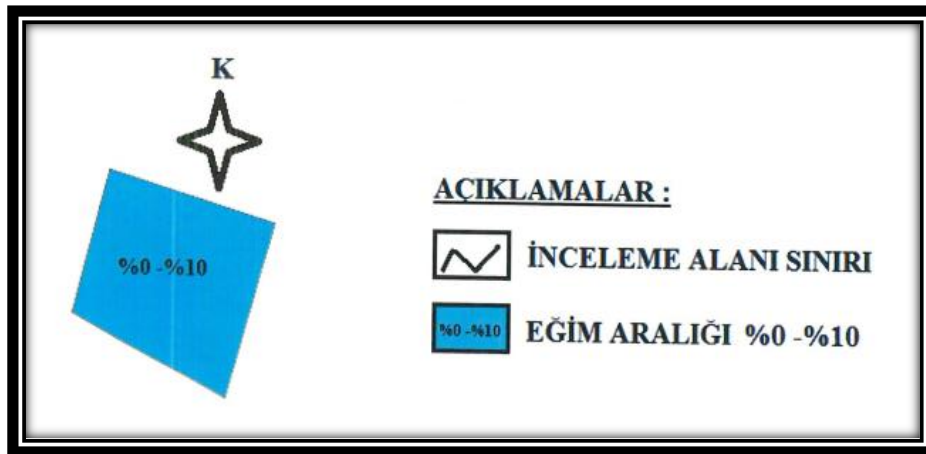 K
%0 -%10
AÇIKLAMALAR :
İNCELEME ALANI SINIRI
%0 -%10
EĞİM ARALIĞI %0 -%10